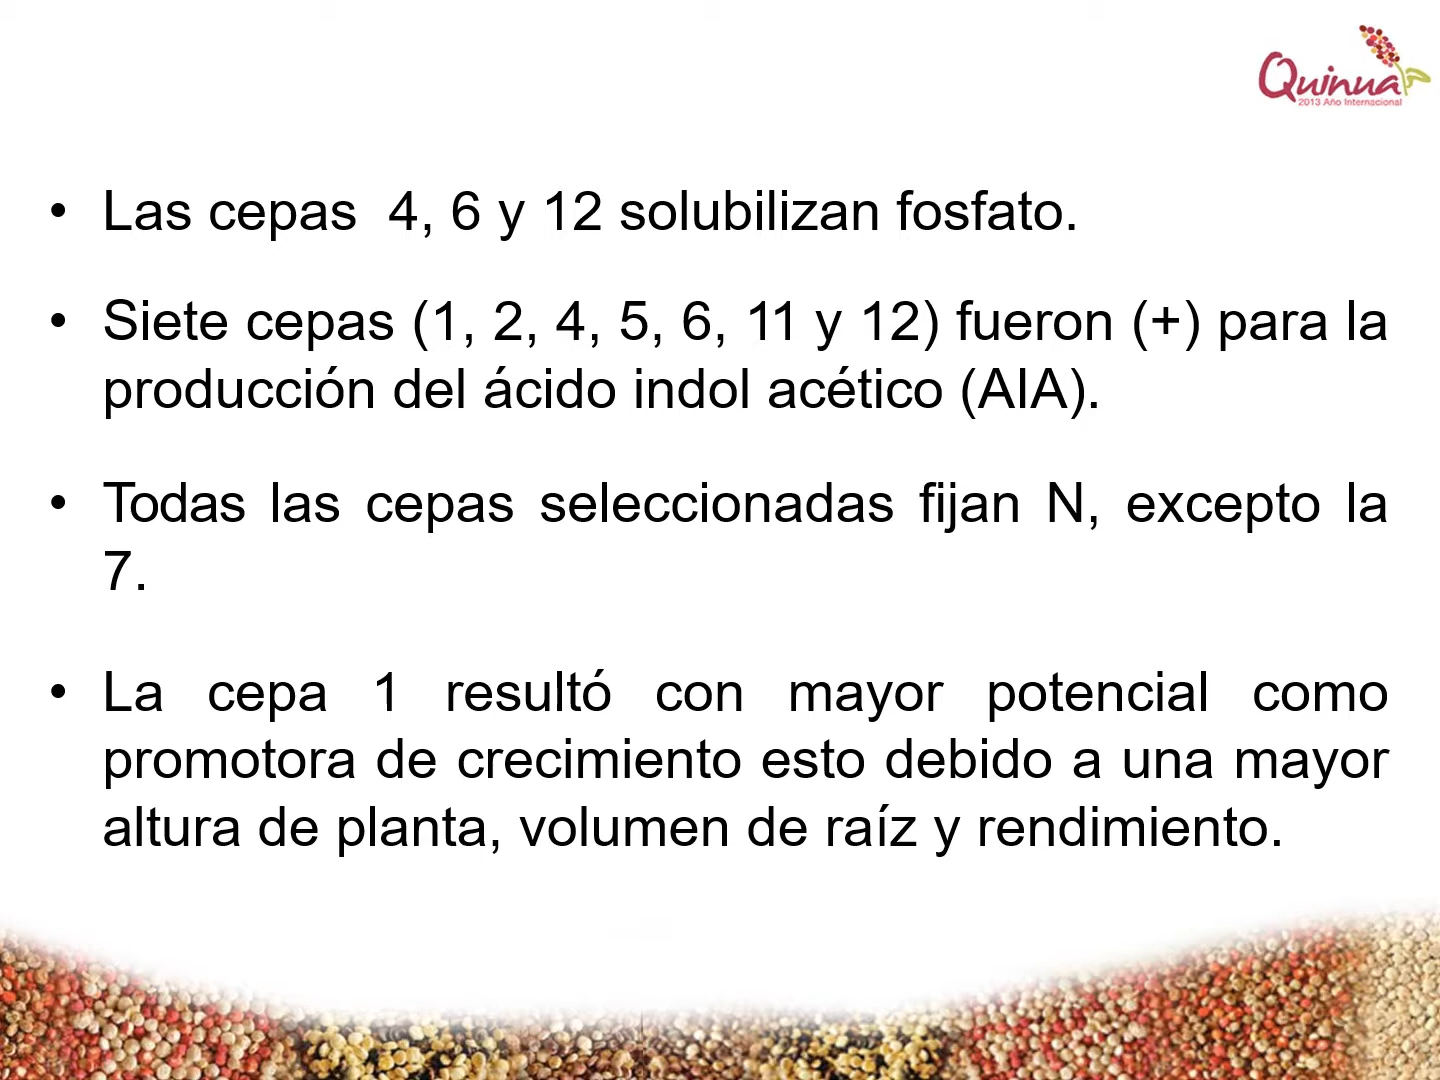 Quinua
2013 Año Internacional
• Las cepas  4, 6 y 12 solubilizan fosfato.
• Siete cepas (1, 2, 4, 5, 6, 11 y 12) fueron (+) para la
producción del ácido indol acético (AIA).
• Todas las cepas seleccionadas fijan N, excepto la
7.
• La cepa 1 resultó con mayor potencial como
promotora de crecimiento esto debido a una mayor
altura de planta, volumen de raíz y rendimiento.